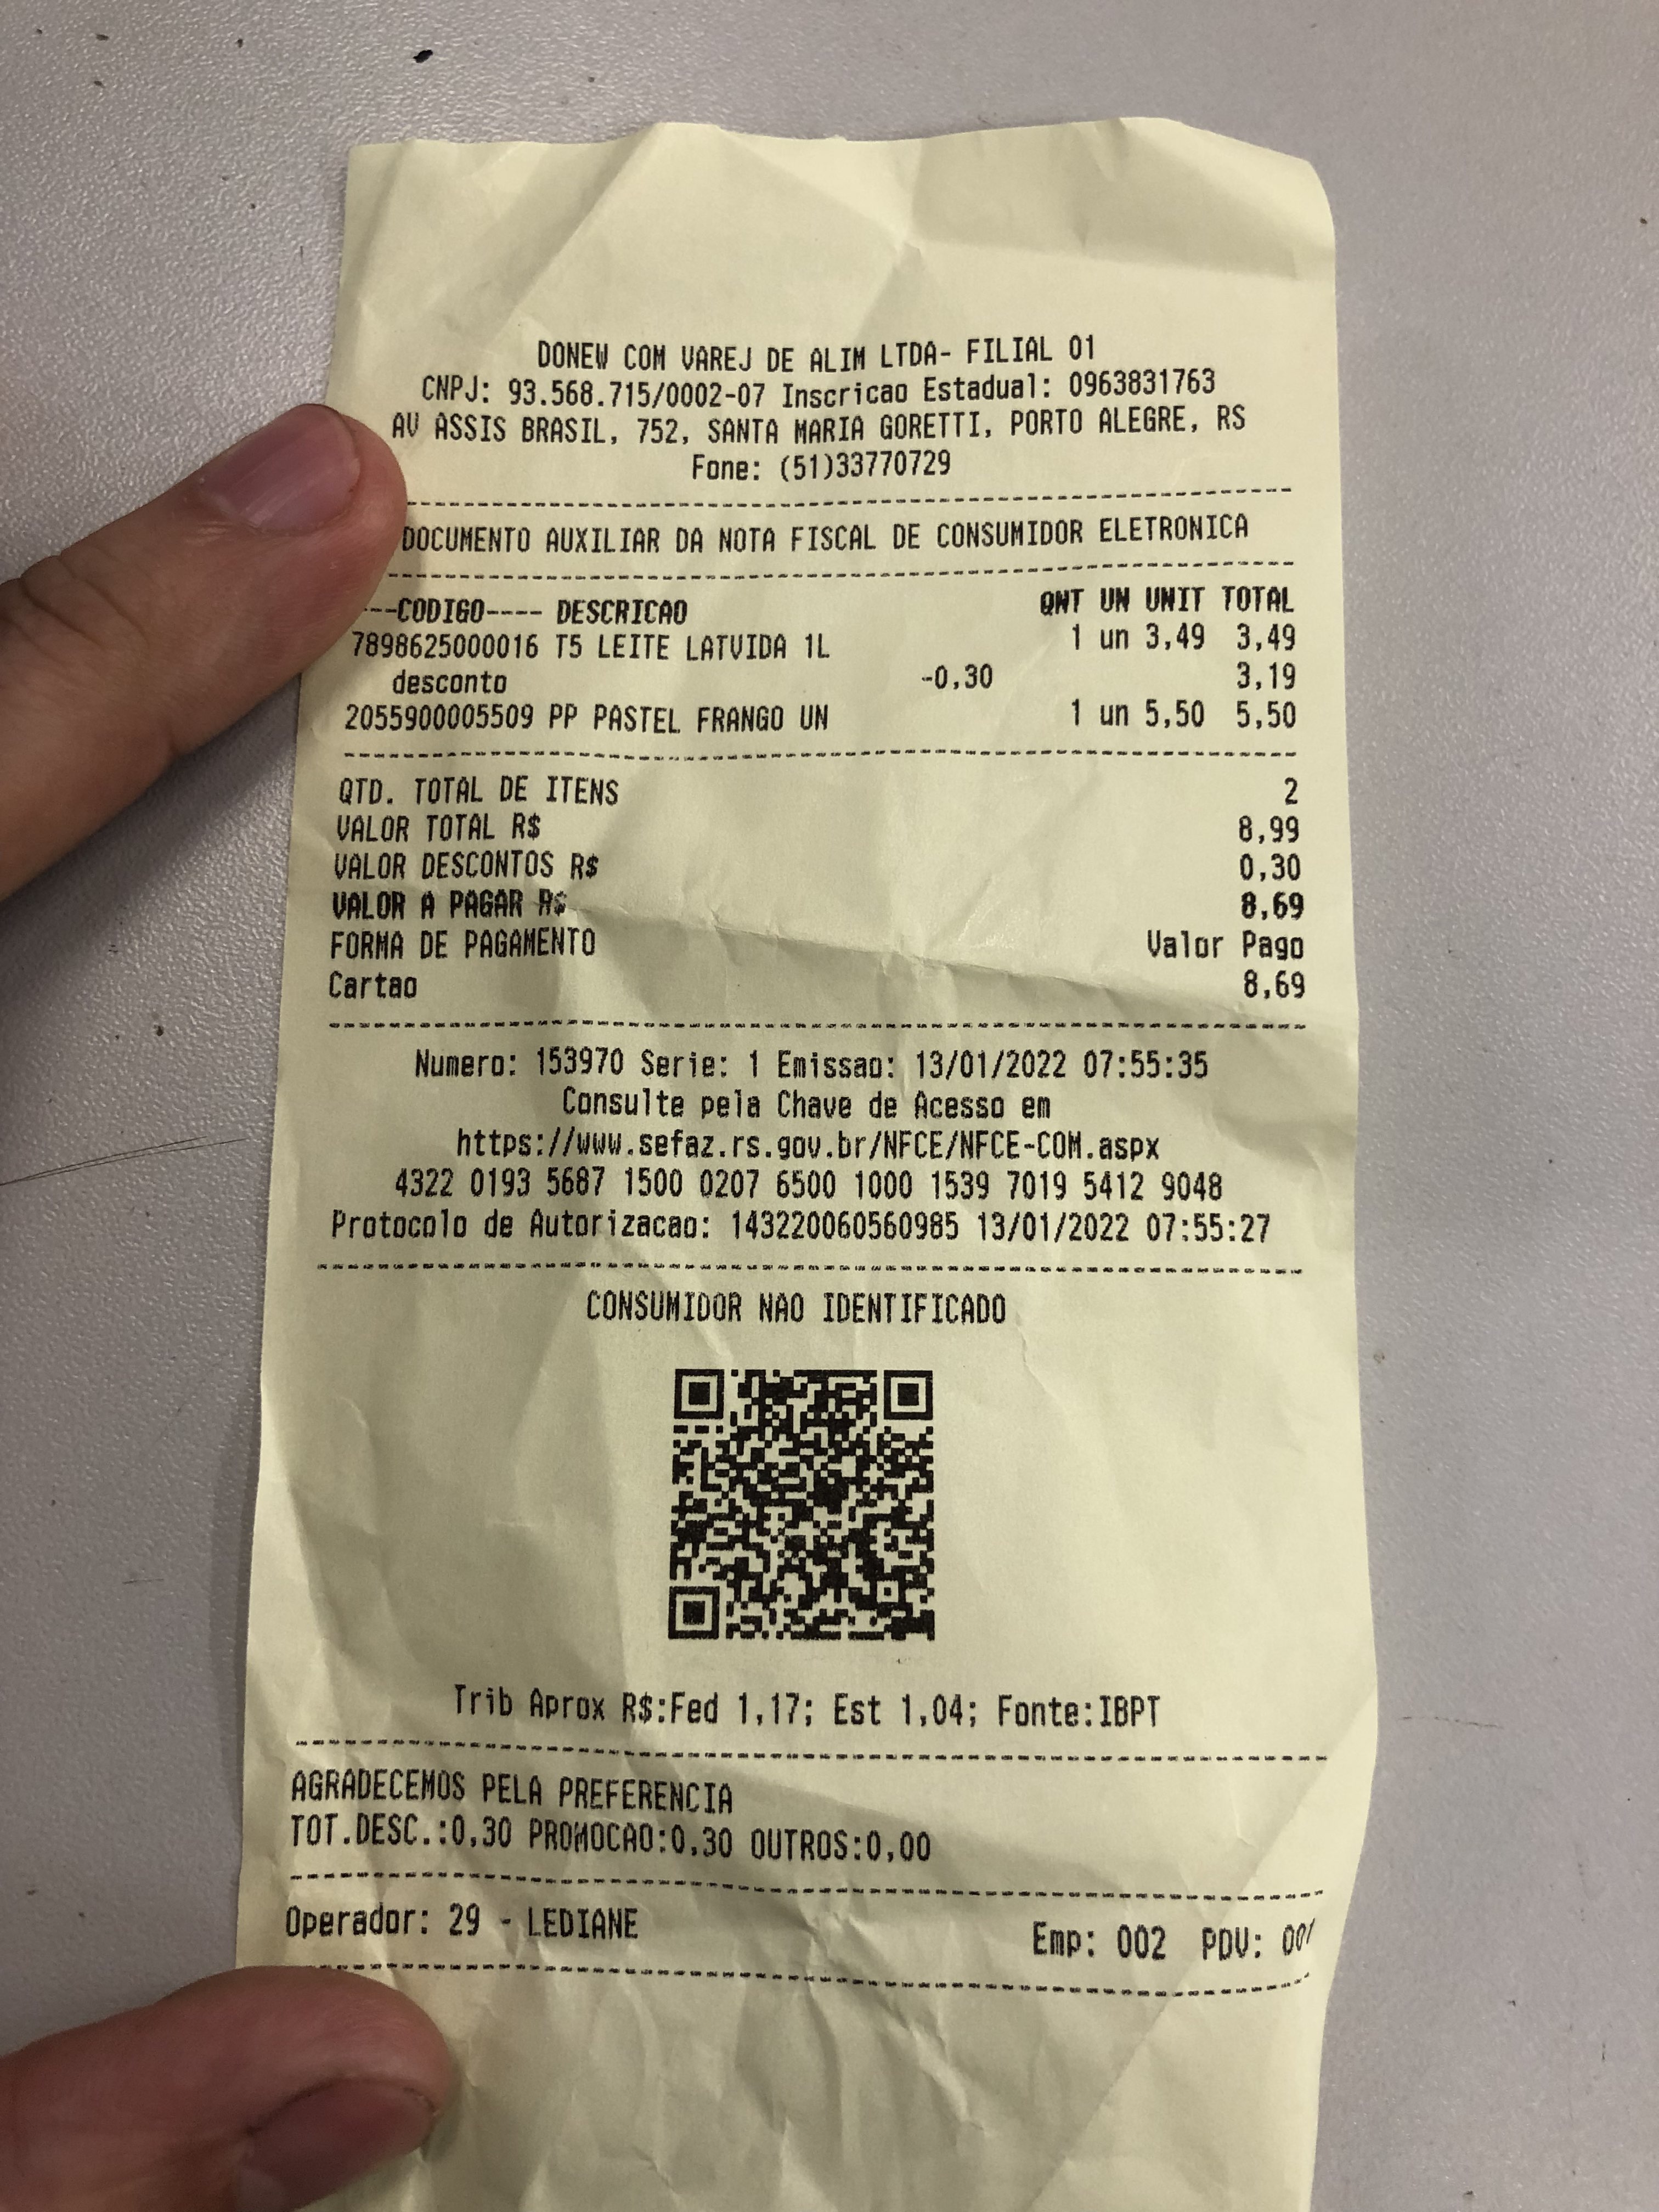 DONEW COM VAREJ DE ALIM LTDA- FILIAL 01
CNPJ: 93.568.715/0002-07 Inscricao Estadual: 0963831763
AV ASSIS BRASIL, 752, SANTA MARIA GORETTI, PORTO ALEGRE, RS
Fone: (51)33770729
DOCUMENTO AUXILIAR DA NOTA FISCAL DE CONSUMIDOR ELETRONICA
---CODIGO---- DESCRICAO QNT UN UNIT TOTAL
7898625000016 T5 LEITE LATVIDA 1L 1 un 3,49 3,49
desconto -0,30 3,19
2055900005509 PP PASTEL FRANGO UN 1 un 5,50 5,50
QTD. TOTAL DE ITENS 2
VALOR TOTAL R$ 8,99
VALOR DESCONTOS R$ 0,30
VALOR A PAGAR R$ 8,69
FORMA DE PAGAMENTO Valor Pago
Cartao 8,69
Numero: 153970 Serie: 1 Emissao: 13/01/2022 07:55:35
Consulte pela Chave de Acesso em
https://www.sefaz.rs.gov.br/NFCE/NFCE-COM.aspx
4322 0193 5687 1500 0207 6500 1000 1539 7019 5412 9048
Protocolo de Autorizacao: 143220060560985 13/01/2022 07:55:27
CONSUMIDOR NAO IDENTIFICADO
Trib Aprox R$:Fed 1,17; Est 1,04; Fonte:IBPT
AGRADECEMOS PELA PREFERENCIA
TOT.DESC.:0,30 PROMOCAO:0,30 OUTROS:0,00
Operador: 29 - LEDIANE Emp: 002 PDV: